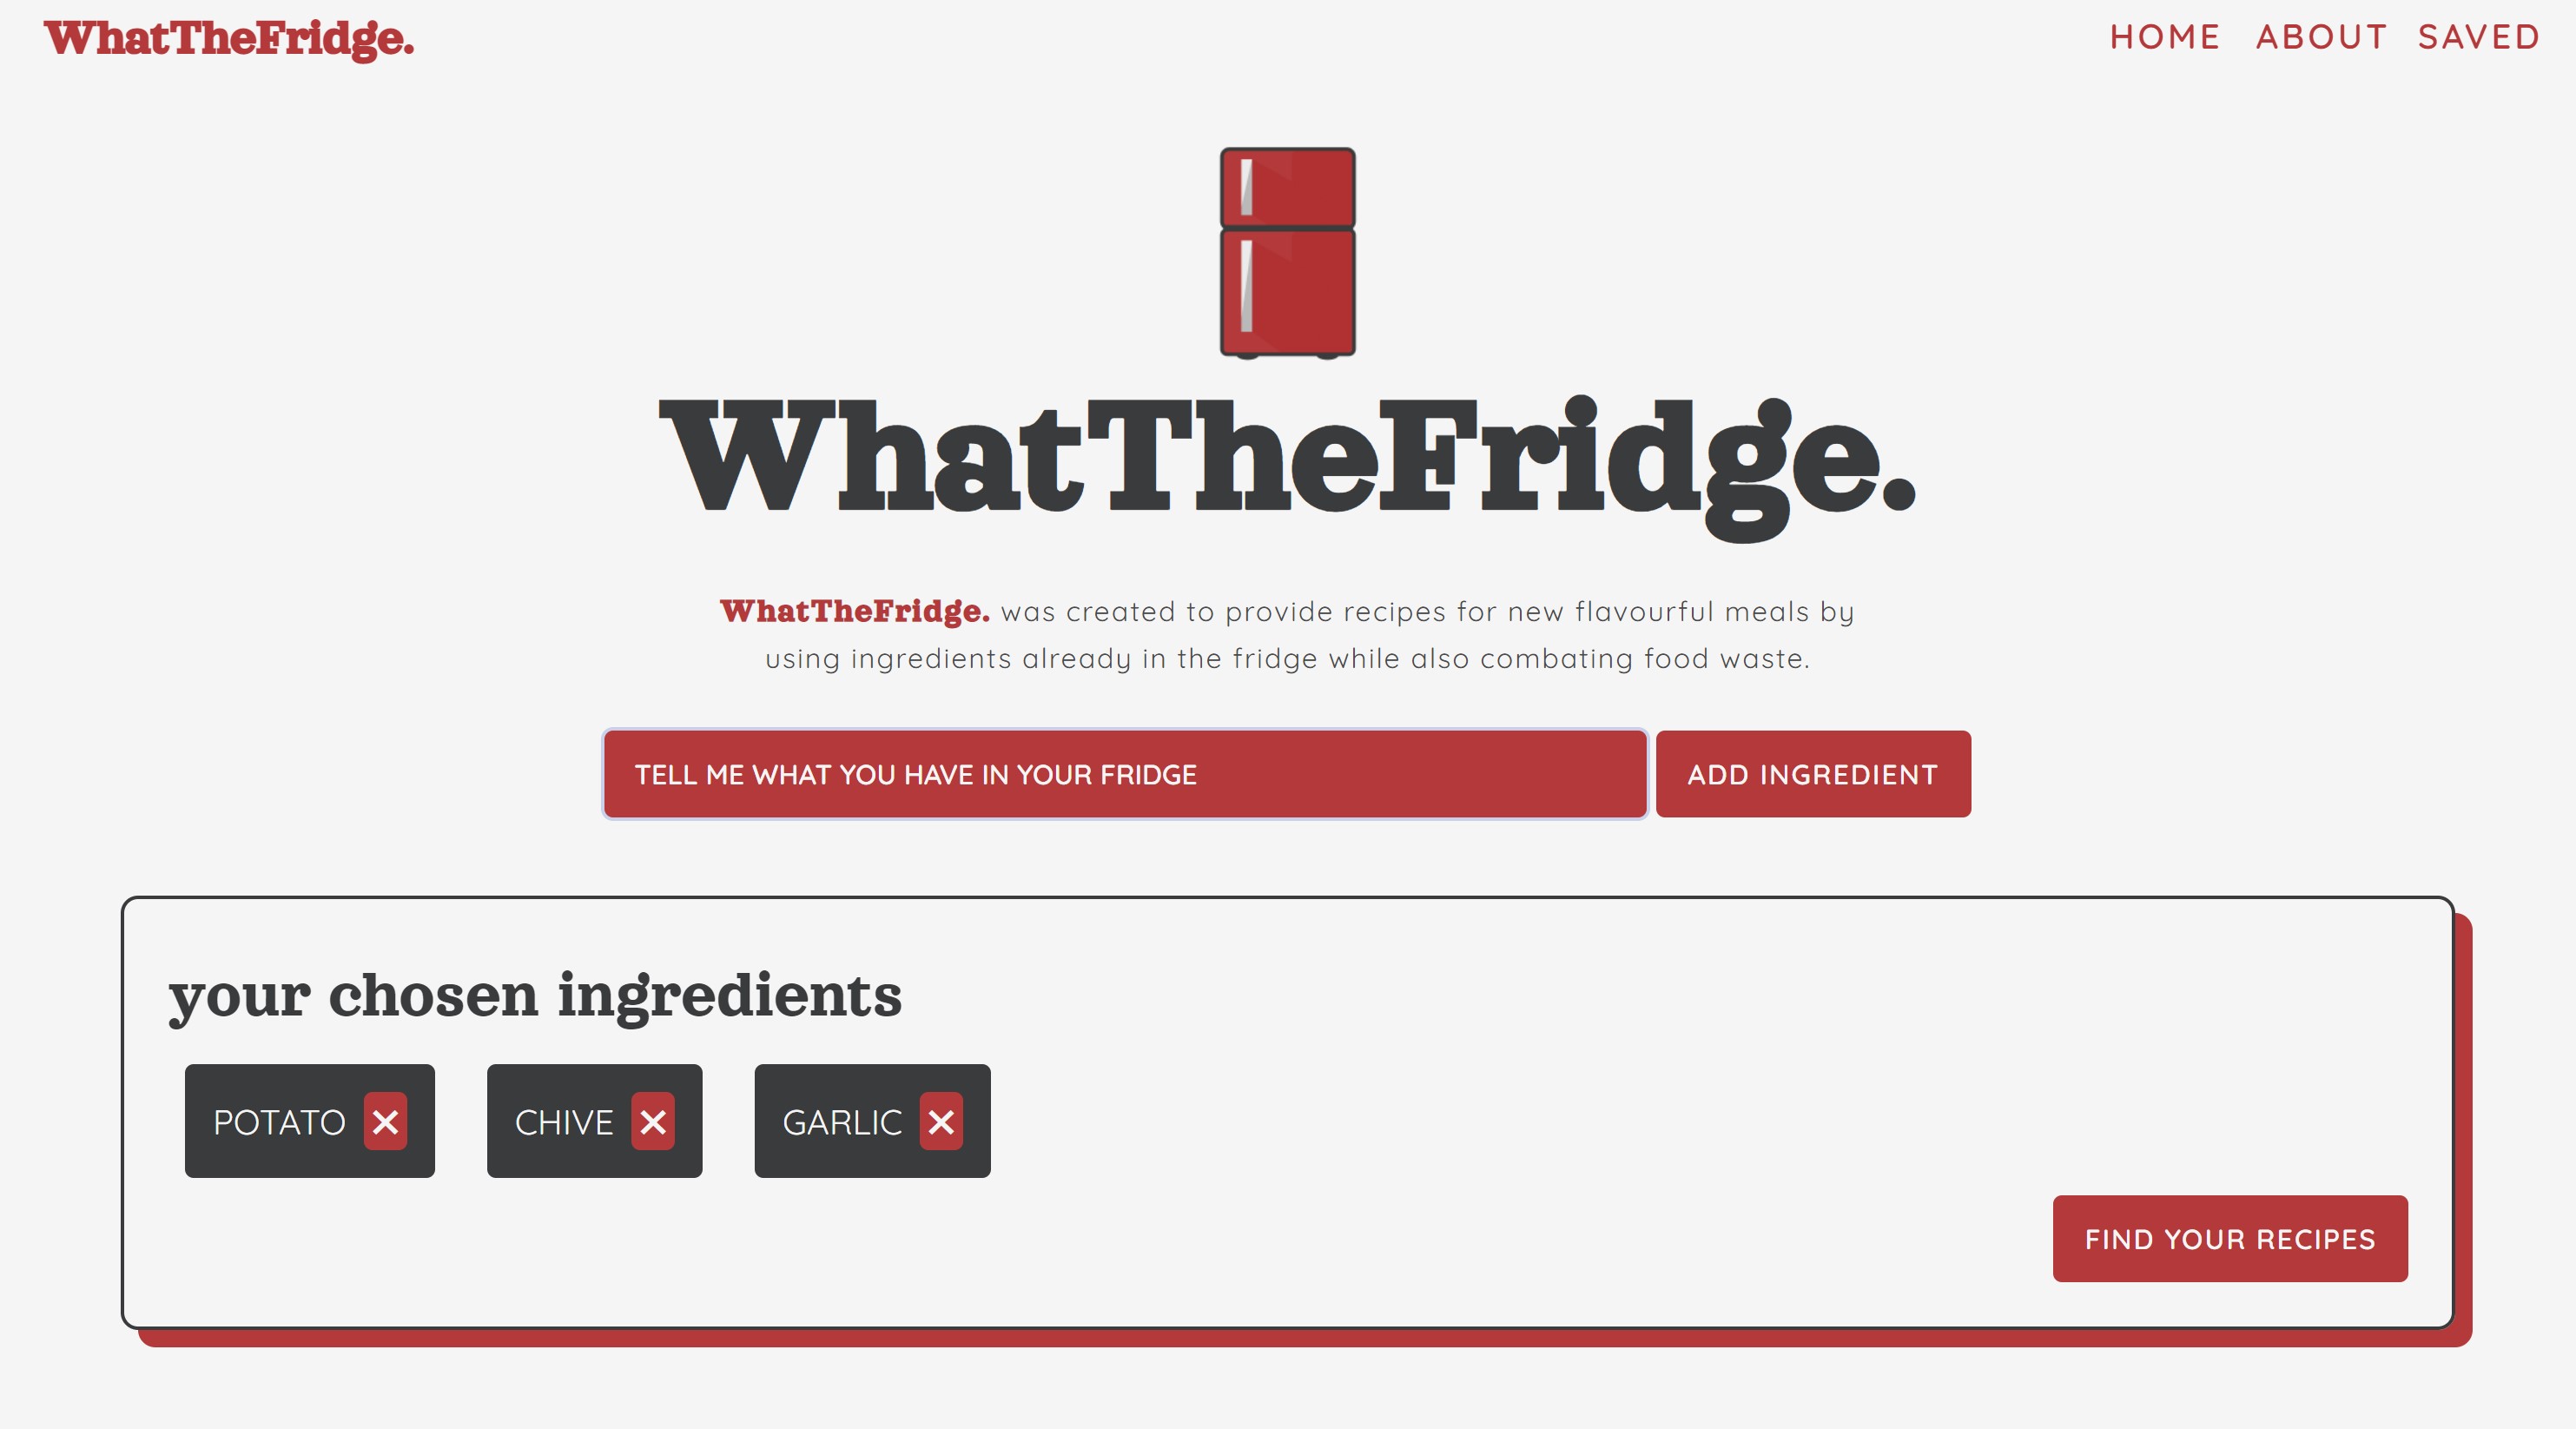 WhatTheFridge.
HOME ABOUT SAVED
WhatTheFridge.
WhatTheFridge. was created to provide recipes for new flavourful meals by
using ingredients already in the fridge while also combating food waste.
TELL ME WHAT YOU HAVE IN YOUR FRIDGE
ADD INGREDIENT
your chosen ingredients
POTATO ✕ CHIVE ✕ GARLIC ✕
FIND YOUR RECIPES